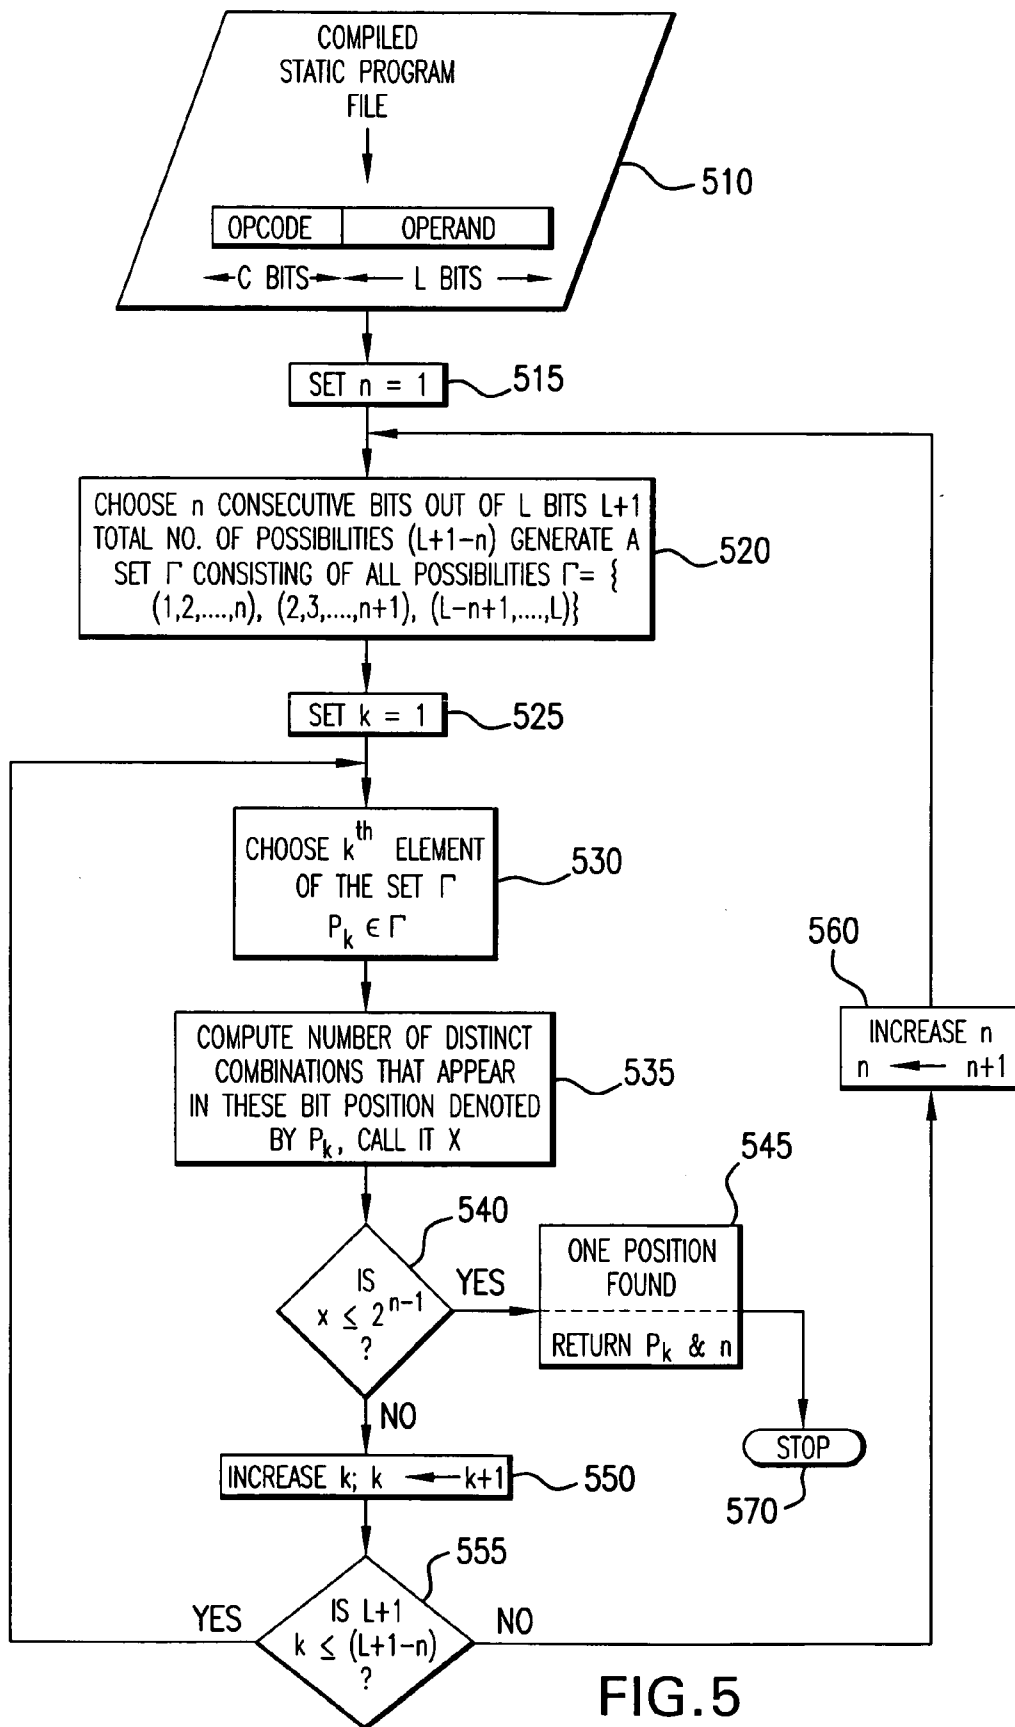 COMPILED
STATIC PROGRAM
FILE
510
OPCODE OPERAND
C BITS L BITS
SET n = 1
515
CHOOSE n CONSECUTIVE BITS OUT OF L BITS L+1
TOTAL NO. OF POSSIBILITIES (L+1-n) GENERATE A
SET Γ CONSISTING OF ALL POSSIBILITIES Γ= {
(1,2,....,n), (2,3,....,n+1), (L-n+1,....,L)}
520
SET k = 1
525
CHOOSE k^th ELEMENT
OF THE SET Γ
P_k ∈ Γ
530
COMPUTE NUMBER OF DISTINCT
COMBINATIONS THAT APPEAR
IN THESE BIT POSITION DENOTED
BY P_k, CALL IT X
535
540
IS
x ≤ 2^n-1
?
YES
NO
545
ONE POSITION
FOUND
RETURN P_k & n
STOP
570
INCREASE k; k ← k+1
550
555
IS L+1
k ≤ (L+1-n)
?
YES
NO
560
INCREASE n
n ← n+1
FIG.5